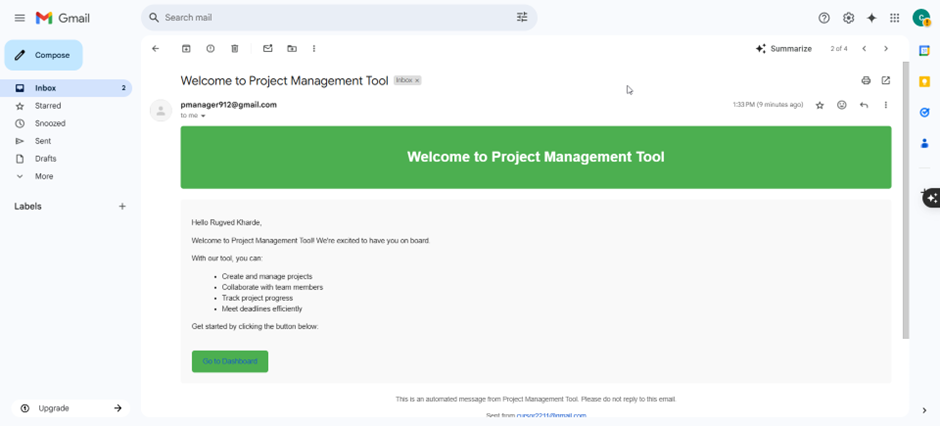 Gmail
Search mail
Compose
Summarize
2 of 4
Inbox 2
Starred
Snoozed
Sent
Drafts
More
Labels
Upgrade
Welcome to Project Management Tool Inbox ×
pmanager912@gmail.com
1:33 PM (9 minutes ago)
to me
Welcome to Project Management Tool
Hello Rugved Kharde,
Welcome to Project Management Tool! We're excited to have you on board.
With our tool, you can:
• Create and manage projects
• Collaborate with team members
• Track project progress
• Meet deadlines efficiently
Get started by clicking the button below:
Go to Dashboard
This is an automated message from Project Management Tool. Please do not reply to this email.
Sent from cursor2211@gmail.com